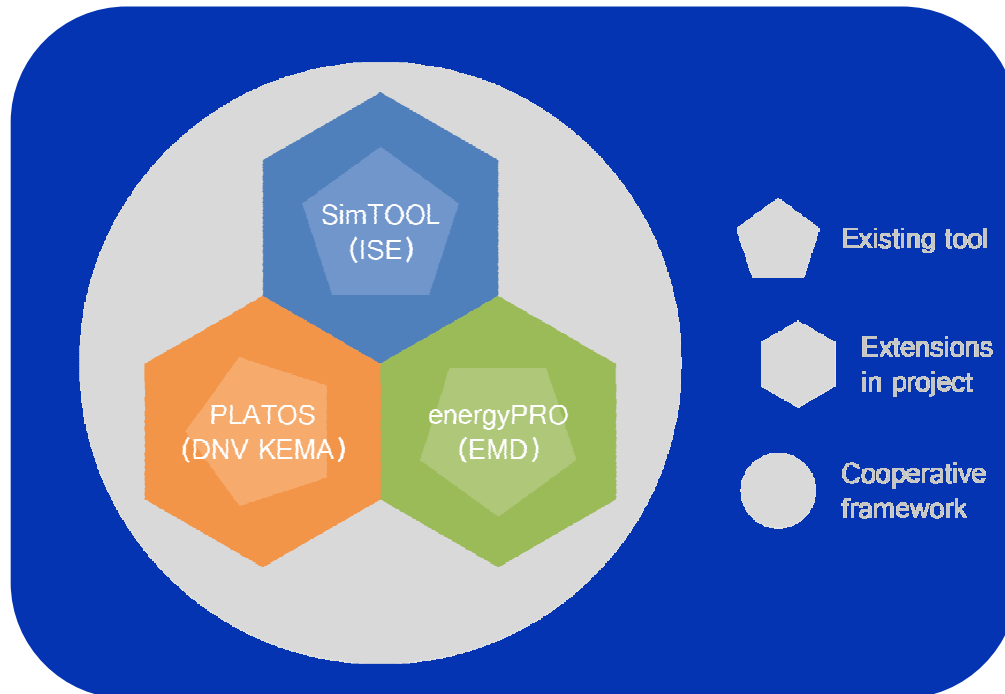 SimTOOL
(ISE)
PLATOS
(DNV KEMA)
energyPRO
(EMD)
Existing tool
Extensions
in project
Cooperative
framework